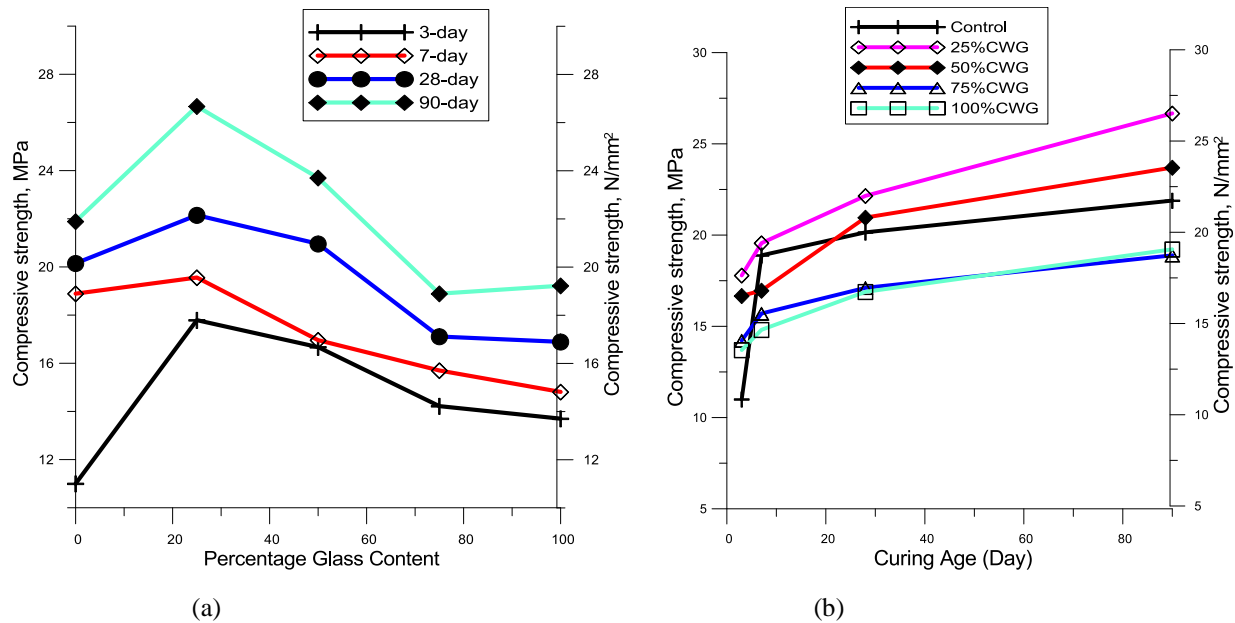 3-day
7-day
28-day
90-day
28
24
20
16
12
Compressive strength, MPa
28
24
20
16
12
Compressive strength, N/mm²
0 20 40 60 80 100
Percentage Glass Content
(a)
Control
25%CWG
50%CWG
75%CWG
100%CWG
30
25
20
15
10
5
Compressive strength, MPa
30
25
20
15
10
5
Compressive strength, N/mm²
0 20 40 60 80
Curing Age (Day)
(b)